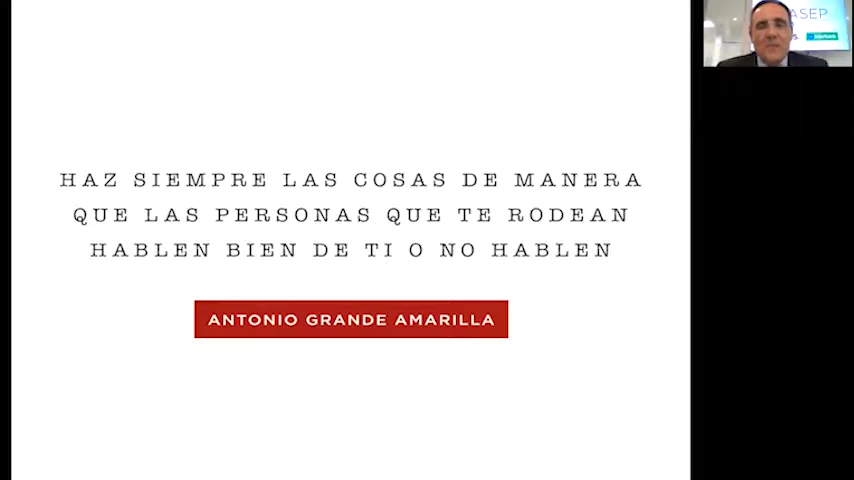 HAZ SIEMPRE LAS COSAS DE MANERA
QUE LAS PERSONAS QUE TE RODEAN
HABLEN BIEN DE TI O NO HABLEN
ANTONIO GRANDE AMARILLA
ASEP